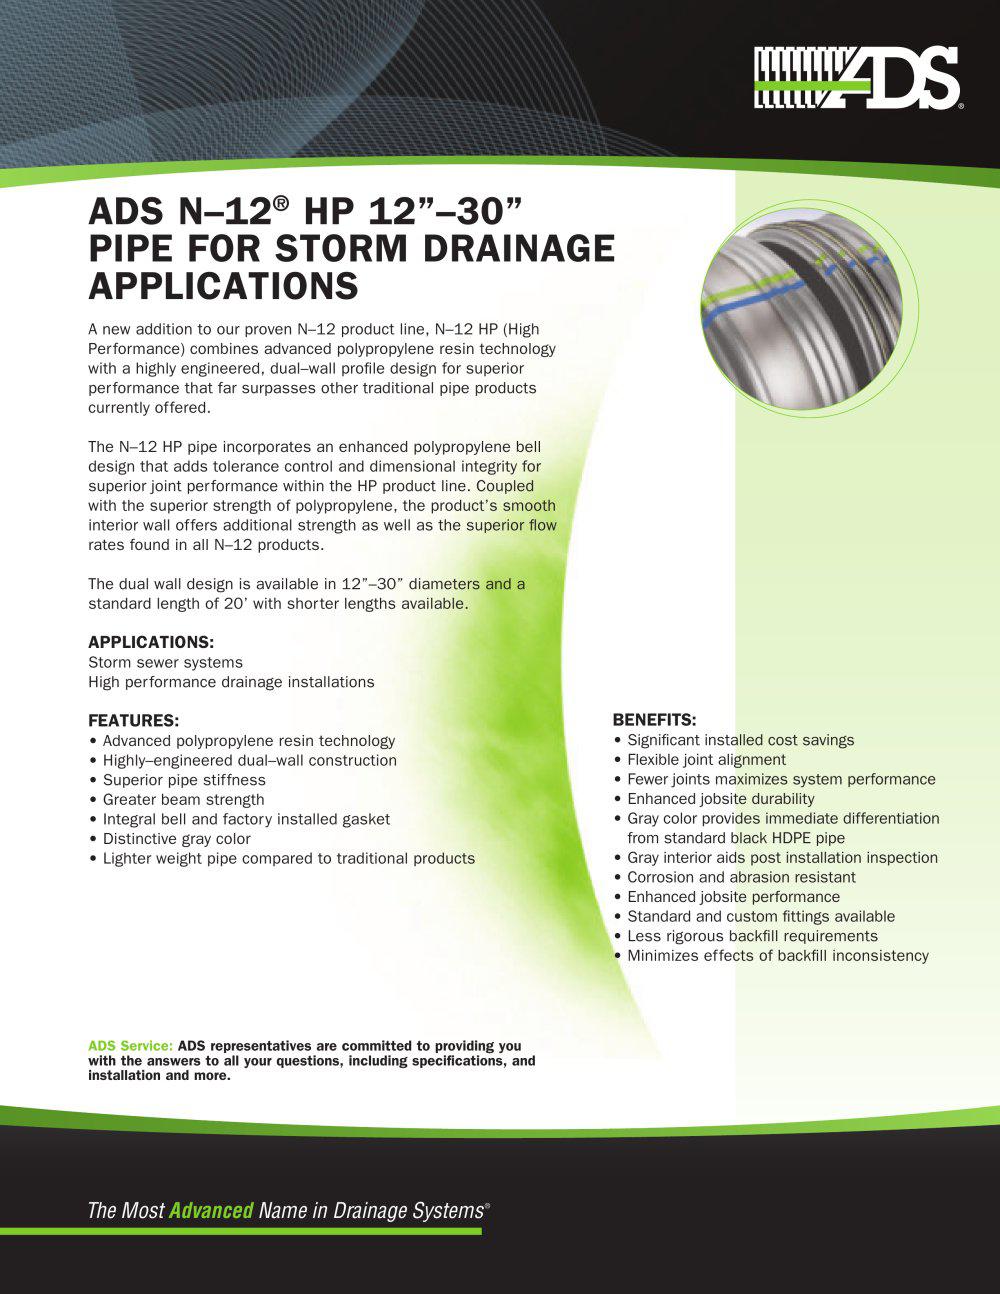 ADS®
ADS N–12® HP 12”–30”
PIPE FOR STORM DRAINAGE
APPLICATIONS
A new addition to our proven N–12 product line, N–12 HP (High
Performance) combines advanced polypropylene resin technology
with a highly engineered, dual–wall profile design for superior
performance that far surpasses other traditional pipe products
currently offered.
The N–12 HP pipe incorporates an enhanced polypropylene bell
design that adds tolerance control and dimensional integrity for
superior joint performance within the HP product line. Coupled
with the superior strength of polypropylene, the product’s smooth
interior wall offers additional strength as well as the superior flow
rates found in all N–12 products.
The dual wall design is available in 12”–30” diameters and a
standard length of 20’ with shorter lengths available.
APPLICATIONS:
Storm sewer systems
High performance drainage installations
FEATURES:
• Advanced polypropylene resin technology
• Highly–engineered dual–wall construction
• Superior pipe stiffness
• Greater beam strength
• Integral bell and factory installed gasket
• Distinctive gray color
• Lighter weight pipe compared to traditional products
BENEFITS:
• Significant installed cost savings
• Flexible joint alignment
• Fewer joints maximizes system performance
• Enhanced jobsite durability
• Gray color provides immediate differentiation
from standard black HDPE pipe
• Gray interior aids post installation inspection
• Corrosion and abrasion resistant
• Enhanced jobsite performance
• Standard and custom fittings available
• Less rigorous backfill requirements
• Minimizes effects of backfill inconsistency
ADS Service: ADS representatives are committed to providing you
with the answers to all your questions, including specifications, and
installation and more.
The Most Advanced Name in Drainage Systems®